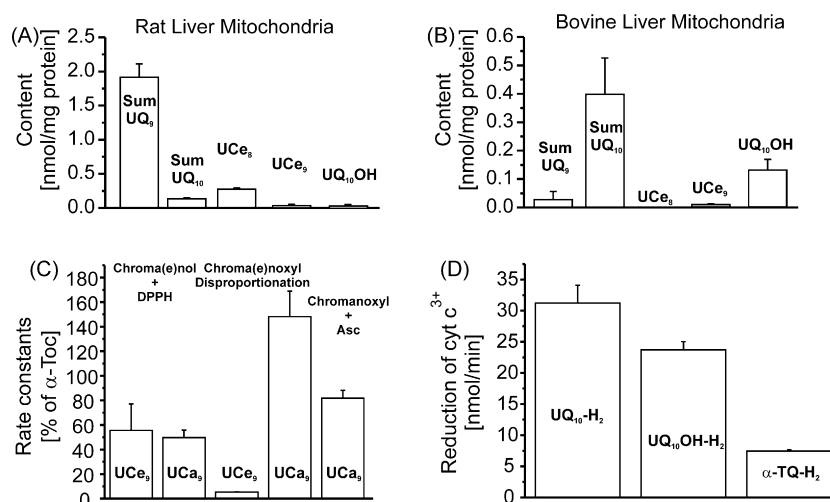 (A)
Rat Liver Mitochondria
Content
[nmol/mg protein]
2.5
2.0
1.5
1.0
0.5
0.0
Sum
UQ₉
Sum
UQ₁₀
UCe₈
UCe₉
UQ₁₀OH
(B)
Bovine Liver Mitochondria
Content
[nmol/mg protein]
0.6
0.5
0.4
0.3
0.2
0.1
0.0
Sum
UQ₉
Sum
UQ₁₀
UCe₈
UCe₉
UQ₁₀OH
(C)
Rate constants
[% of α-Toc]
180
160
140
120
100
80
60
40
20
0
Chroma(e)nol
+
DPPH
Chroma(e)noxyl
Disproportionation
Chromanoxyl
+
Asc
UCe₉
UCa₉
UCe₉
UCa₉
UCa₉
(D)
Reduction of cyt c³⁺
[nmol/min]
35
30
25
20
15
10
5
0
UQ₁₀-H₂
UQ₁₀OH-H₂
α-TQ-H₂